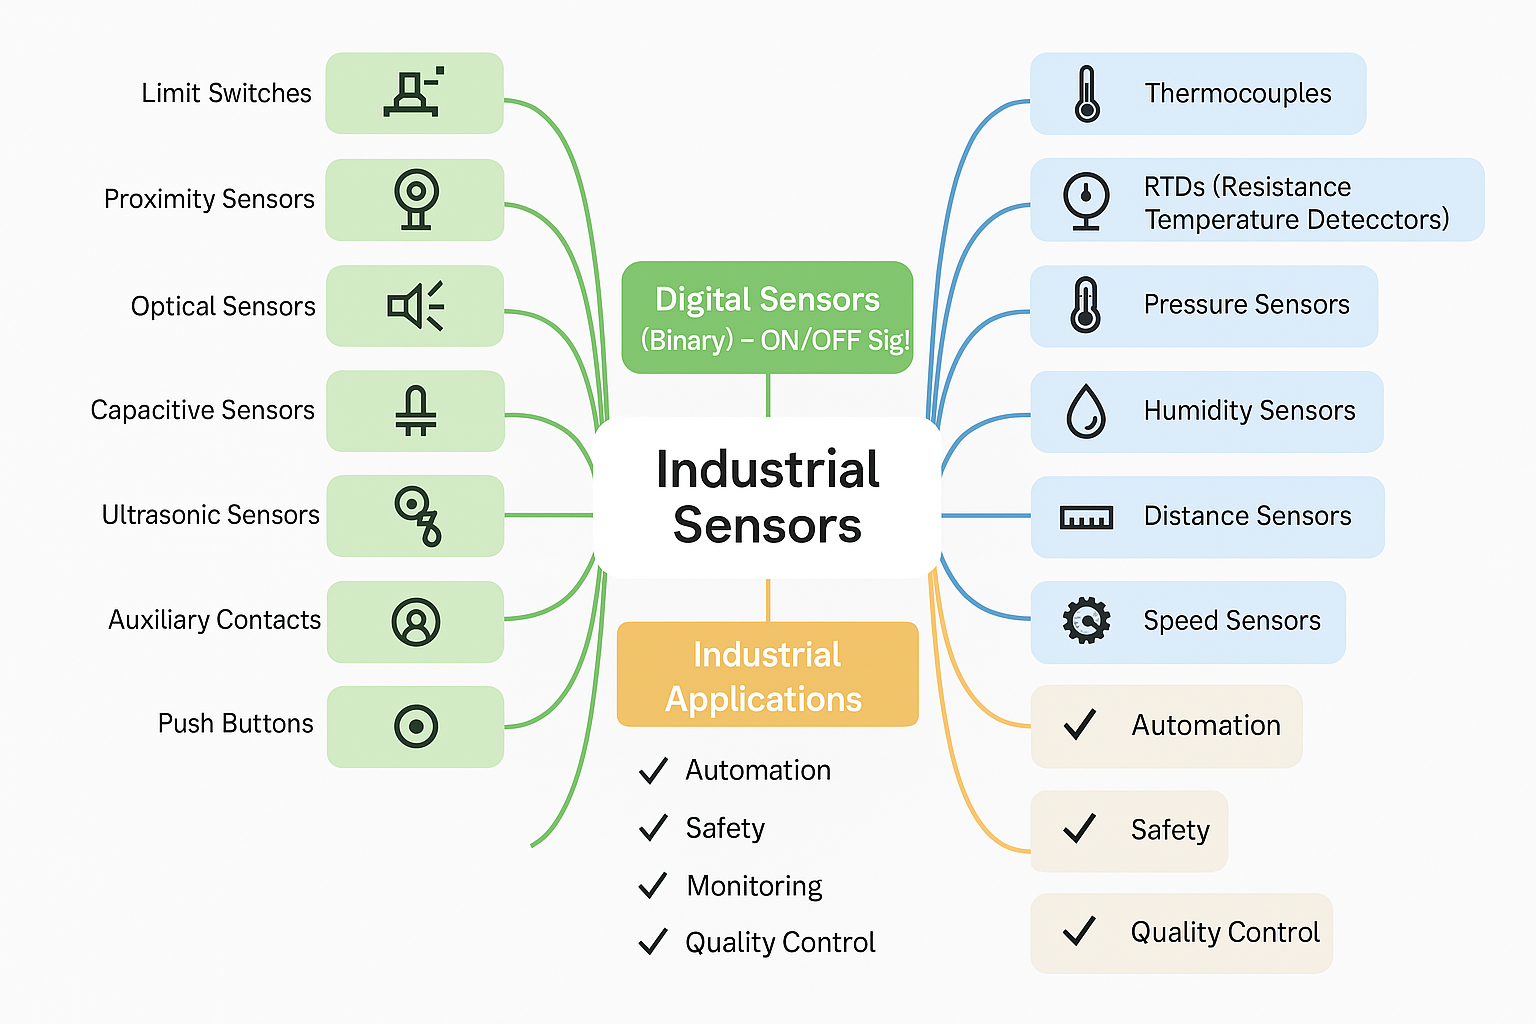 Limit Switches
Proximity Sensors
Optical Sensors
Capacitive Sensors
Ultrasonic Sensors
Auxiliary Contacts
Push Buttons
Digital Sensors
(Binary) – ON/OFF Sig!
Industrial
Sensors
Industrial
Applications
Automation
Safety
Monitoring
Quality Control
Thermocouples
RTDs (Resistance
Temperature Detecctors)
Pressure Sensors
Humidity Sensors
Distance Sensors
Speed Sensors
Automation
Safety
Quality Control